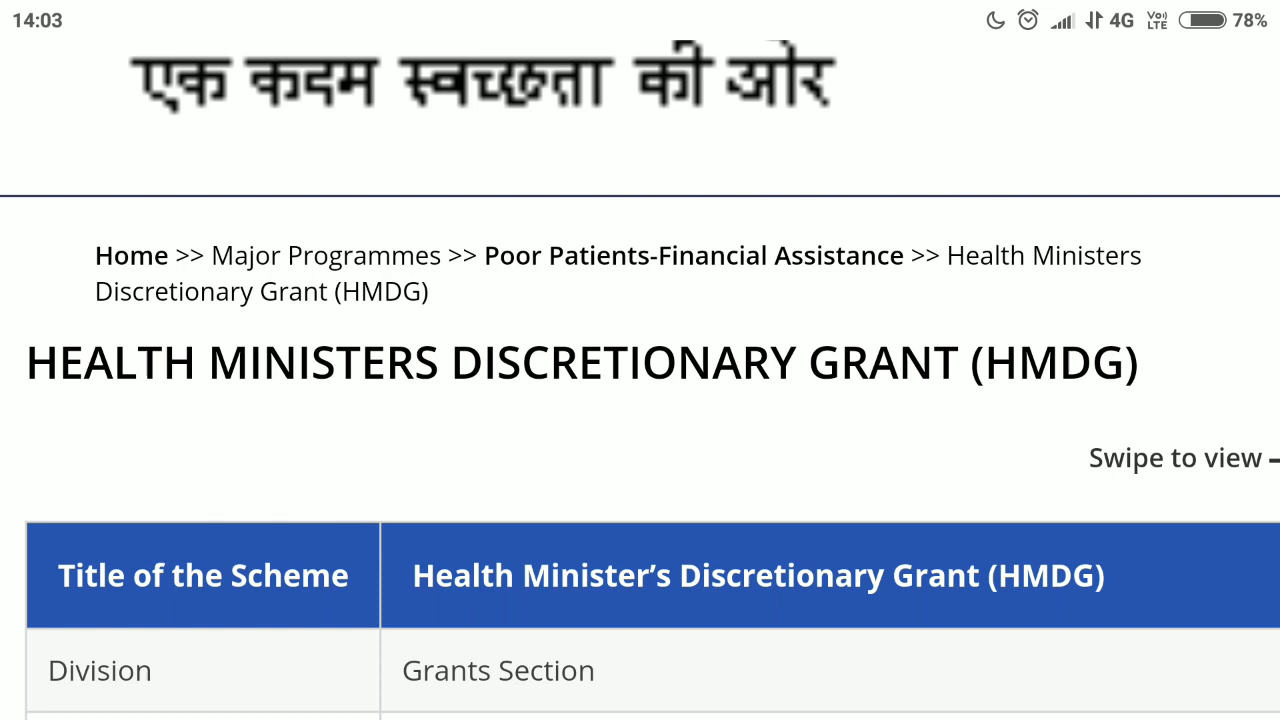 14:03 4G VoD LTE 78%
एक कदम स्वच्छता की ओर
Home >> Major Programmes >> Poor Patients-Financial Assistance >> Health Ministers
Discretionary Grant (HMDG)
HEALTH MINISTERS DISCRETIONARY GRANT (HMDG)
Swipe to view
Title of the Scheme Health Minister’s Discretionary Grant (HMDG)
Division Grants Section